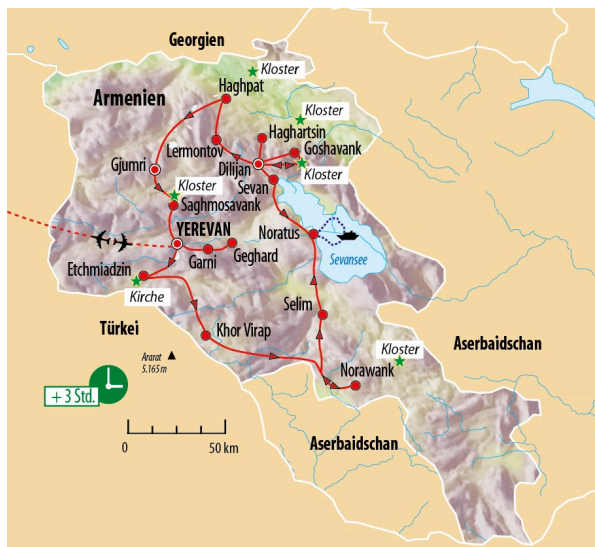 Georgien
Kloster
Armenien
Haghpat
Kloster
Haghartsin
Lermontov
Goshavank
Gjumri
Dilijan
Kloster
Kloster
Sevan
Saghmosavank
YEREVAN
Noratus
Etchmiadzin
Garni
Geghard
Sevansee
Kirche
Selim
Türkei
Khor Virap
Aserbaidschan
Ararat
5.165 m
Kloster
Norawank
+ 3 Std.
Aserbaidschan
0
50 km